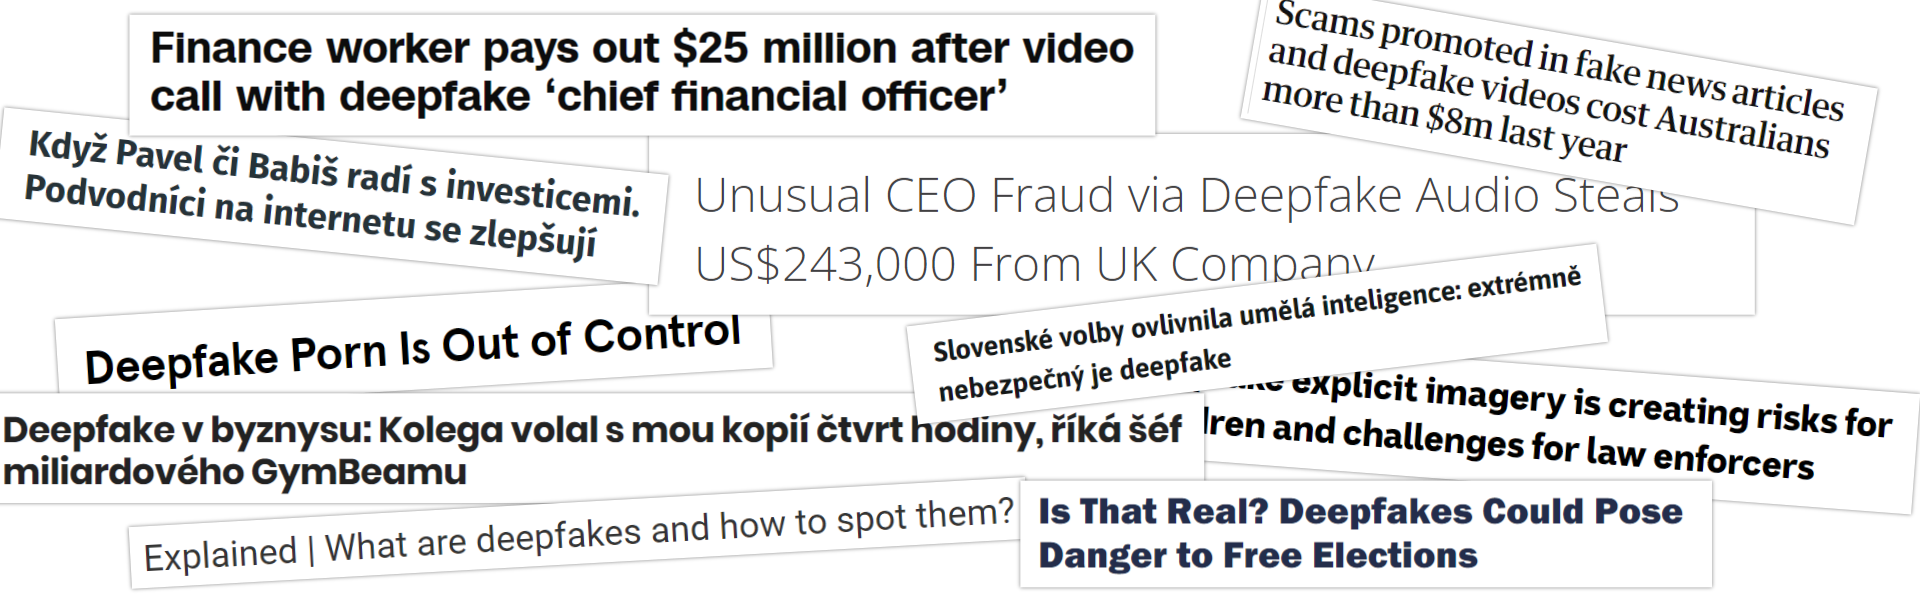 Finance worker pays out $25 million after video
call with deepfake ‘chief financial officer’
Scams promoted in fake news articles
and deepfake videos cost Australians
more than $8m last year
Když Pavel či Babiš radí s investicemi.
Podvodníci na internetu se zlepšují
Unusual CEO Fraud via Deepfake Audio Steals
US$243,000 From UK Company
Deepfake Porn Is Out of Control
Slovenské volby ovlivnila umělá inteligence: extrémně
nebezpečný je deepfake
explicit imagery is creating risks for
and challenges for law enforcers
Deepfake v byznysu: Kolega volal s mou kopií čtvrt hodiny, říká šéf
miliardového GymBeamu
Explained | What are deepfakes and how to spot them?
Is That Real? Deepfakes Could Pose
Danger to Free Elections